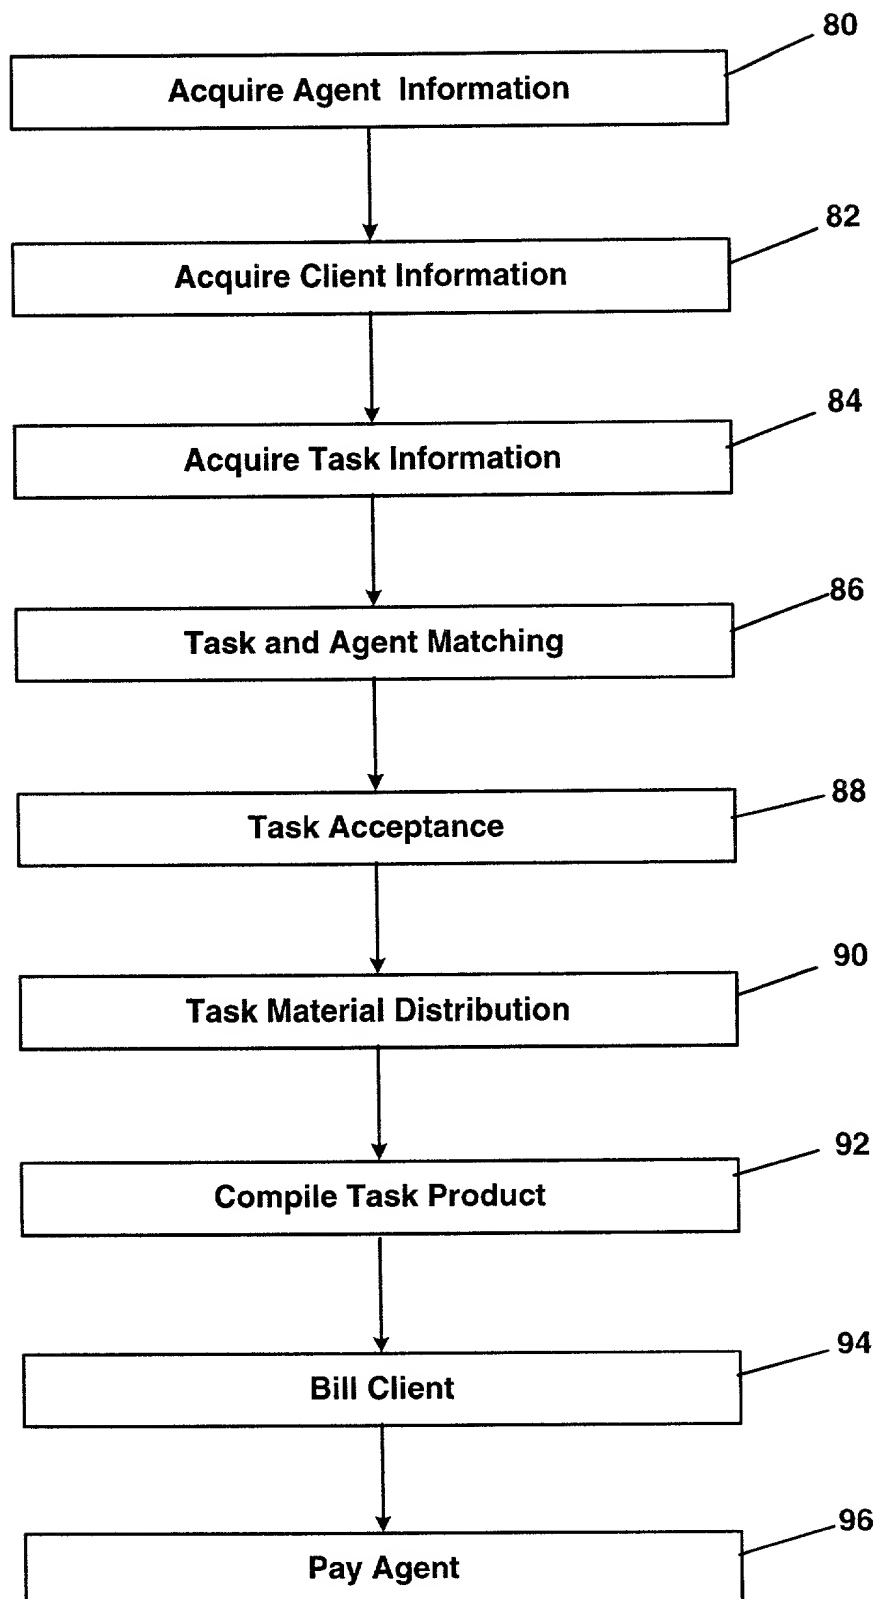 80
Acquire Agent Information
82
Acquire Client Information
84
Acquire Task Information
86
Task and Agent Matching
88
Task Acceptance
90
Task Material Distribution
92
Compile Task Product
94
Bill Client
96
Pay Agent